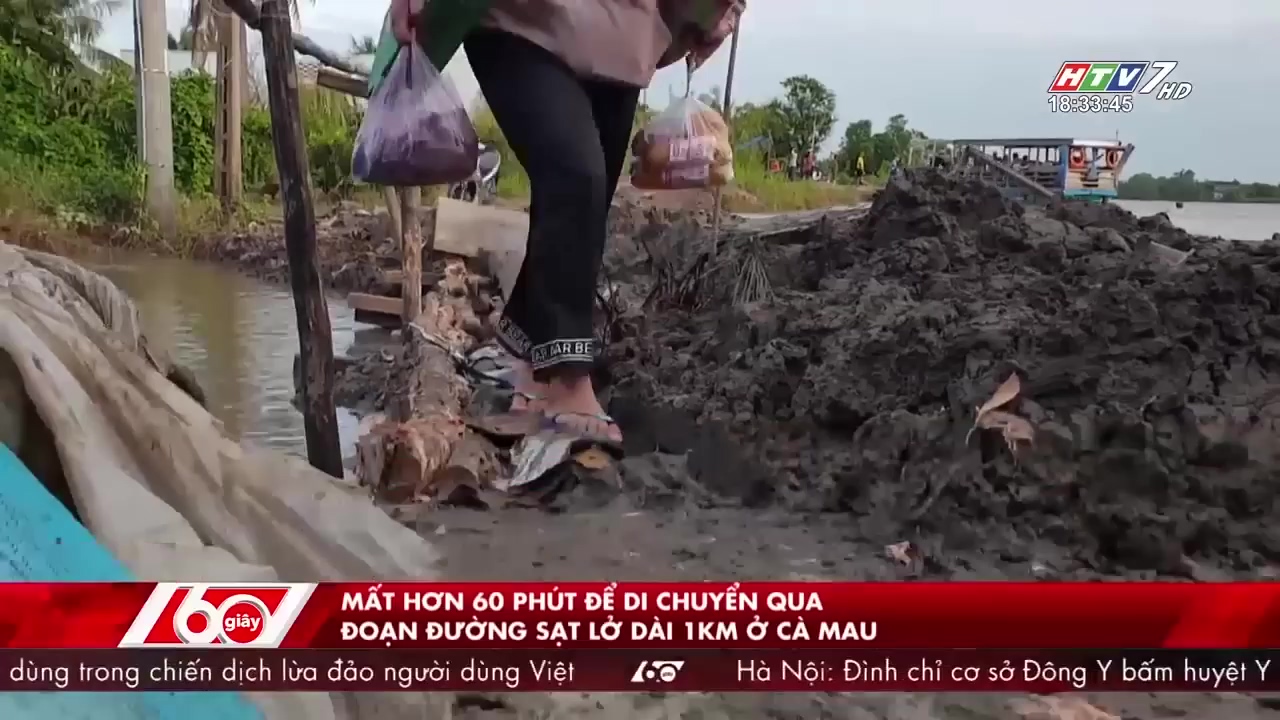 HTV7 HD
18:33:45
60 giây
MẤT HƠN 60 PHÚT ĐỂ DI CHUYỂN QUA
ĐOẠN ĐƯỜNG SẠT LỞ DÀI 1KM Ở CÀ MAU
dùng trong chiến dịch lừa đảo người dùng Việt 60 Hà Nội: Đình chỉ cơ sở Đông Y bấm huyệt Y